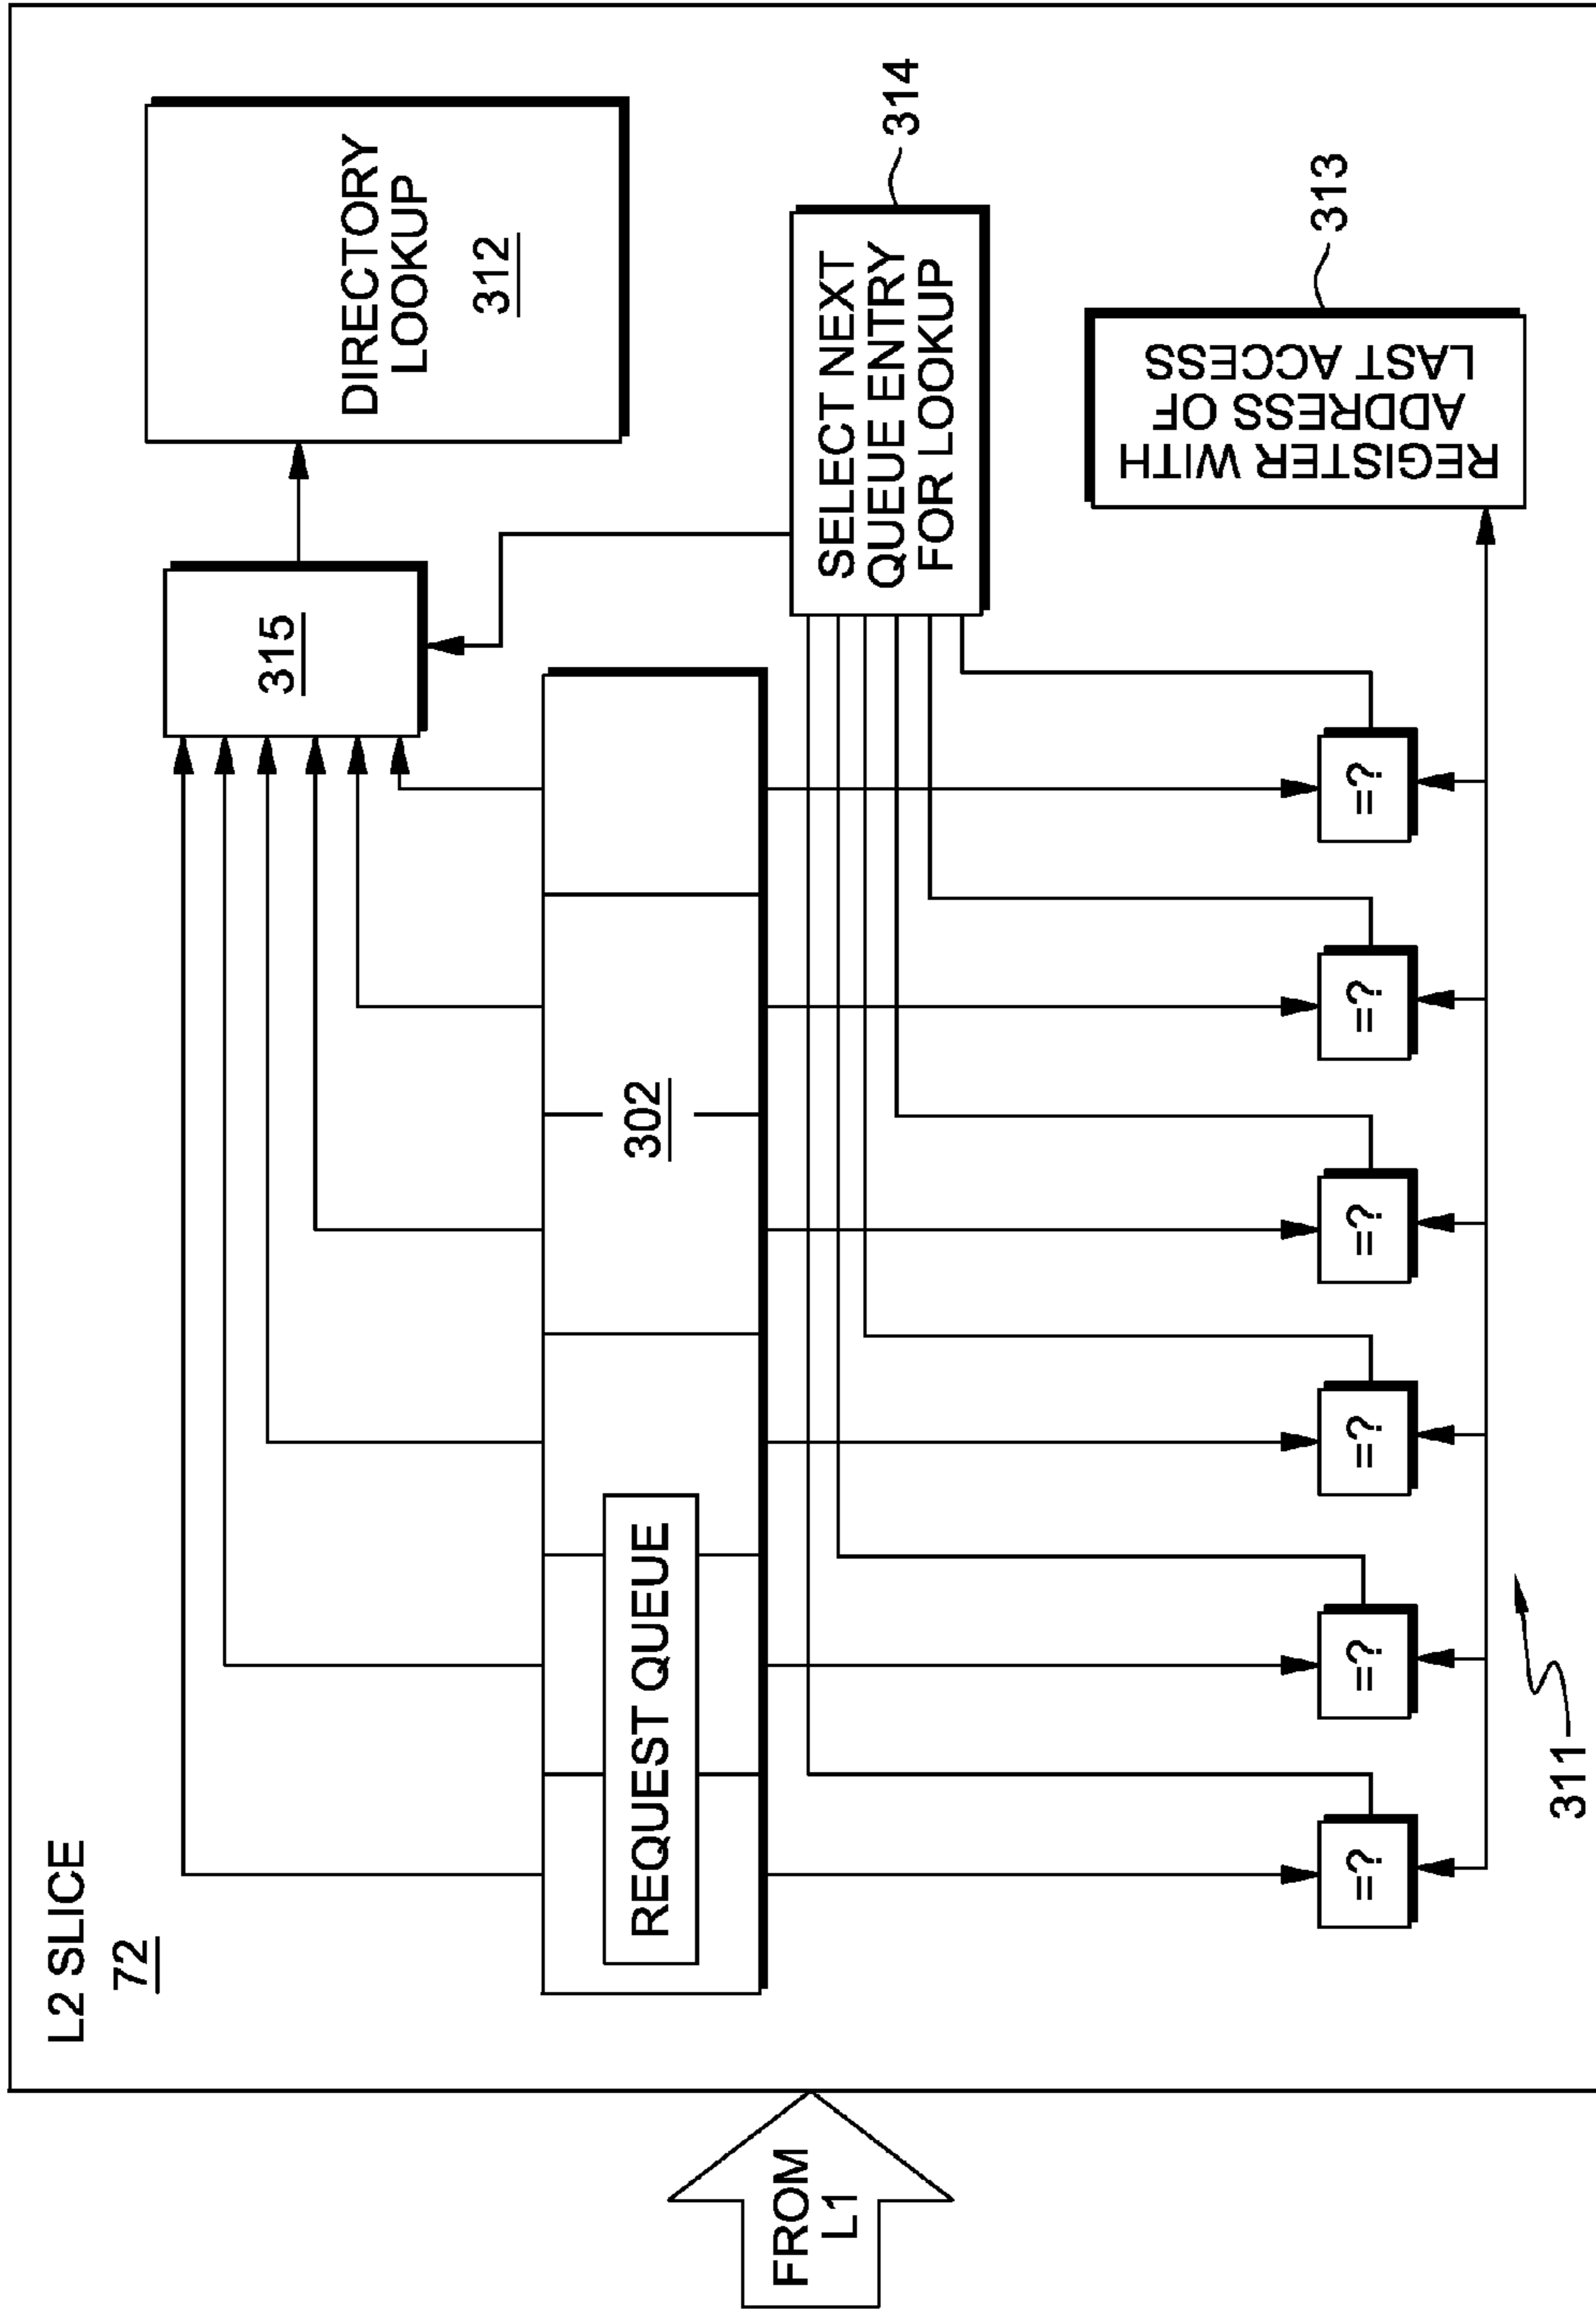 L2 SLICE
72
DIRECTORY
LOOKUP
312
315
302
REQUEST QUEUE
FROM
L1
SELECT NEXT
QUEUE ENTRY
FOR LOOKUP
314
REGISTER WITH
ADDRESS OF
LAST ACCESS
313
=?
=?
=?
=?
=?
=?
311